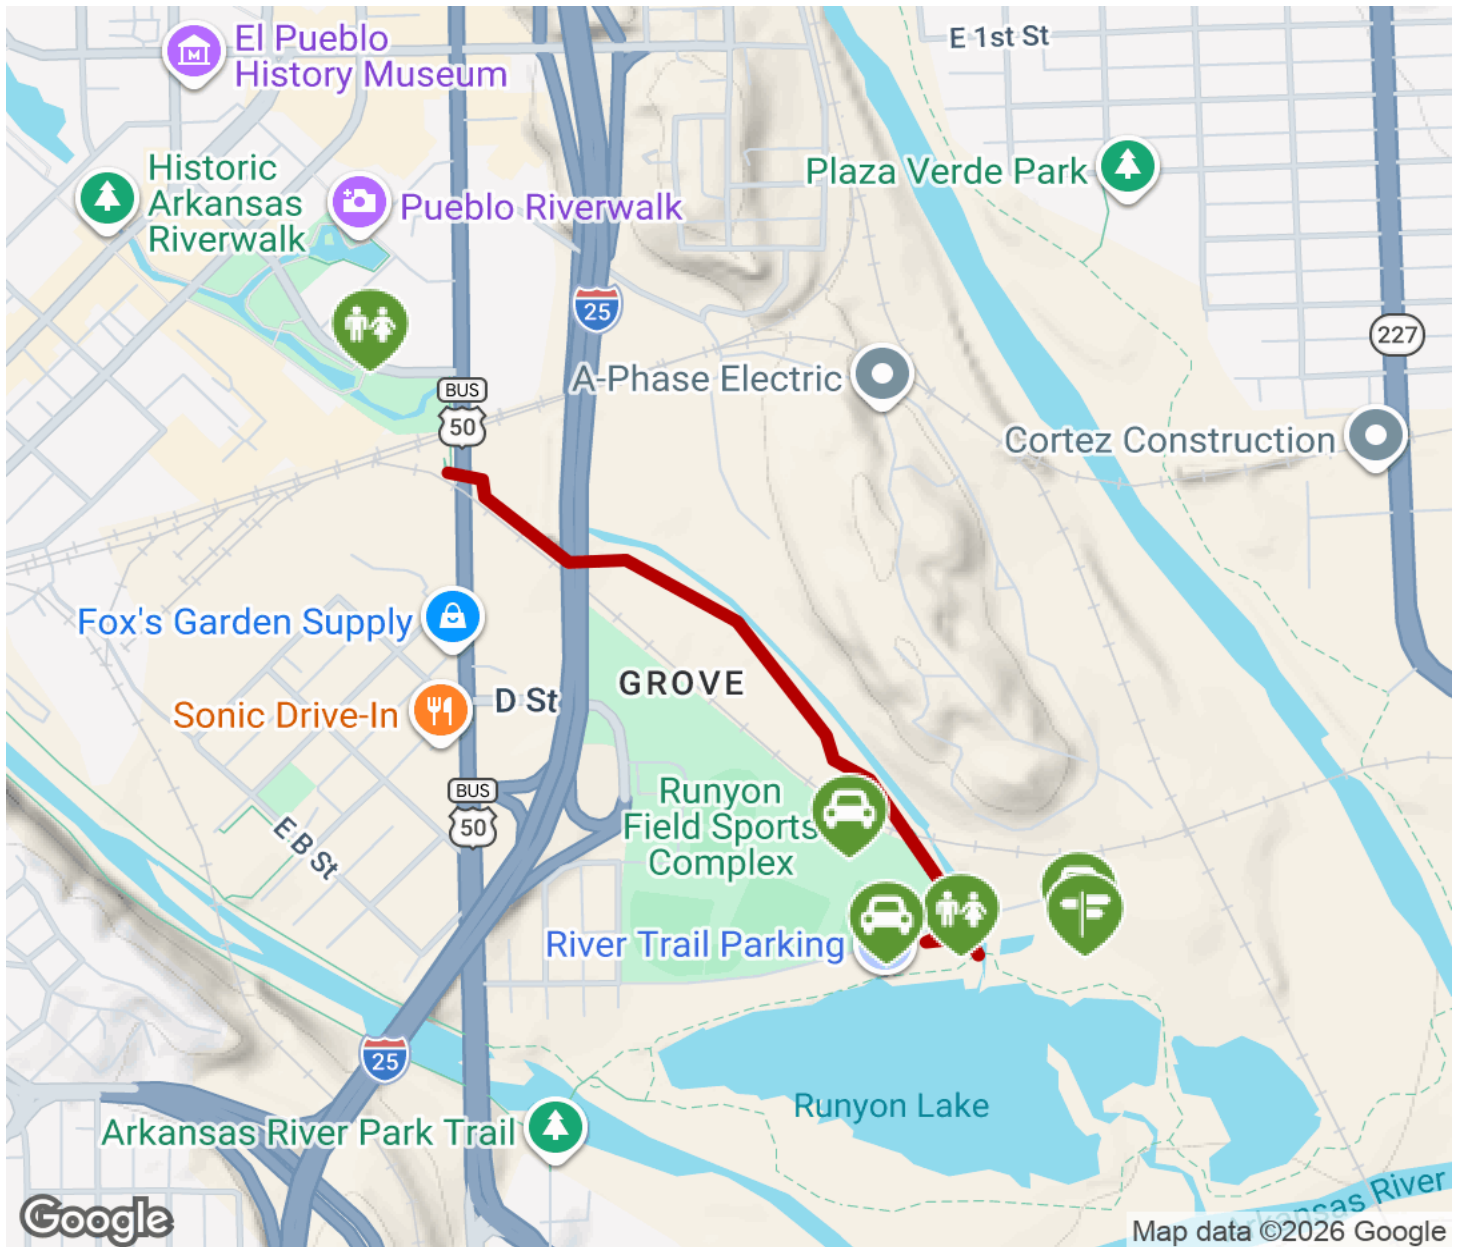 El Pueblo
History Museum
E 1st St
Historic
Arkansas
Riverwalk
Pueblo Riverwalk
Plaza Verde Park
25
227
A-Phase Electric
BUS
50
Cortez Construction
Fox's Garden Supply
GROVE
D St
Sonic Drive-In
BUS
50
Runyon
Field Sports
Complex
E B St
River Trail Parking
25
Runyon Lake
Arkansas River Park Trail
Arkansas River
Google
Map data ©2026 Google